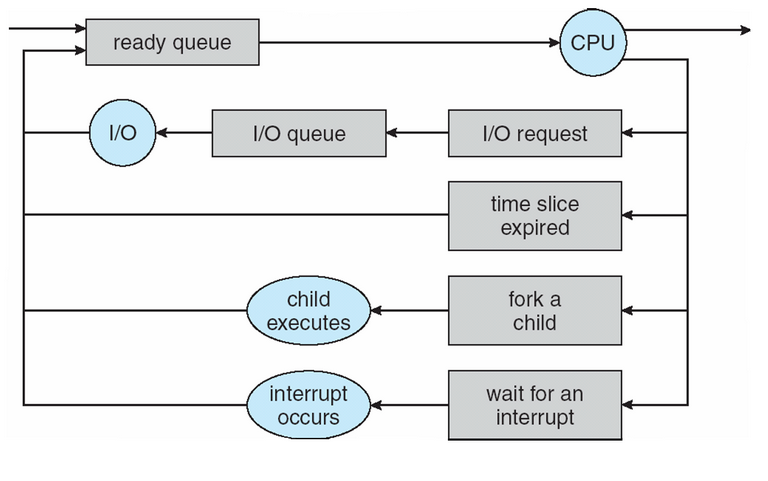 ready queue
CPU
I/O
I/O queue
I/O request
time slice
expired
child
executes
fork a
child
interrupt
occurs
wait for an
interrupt